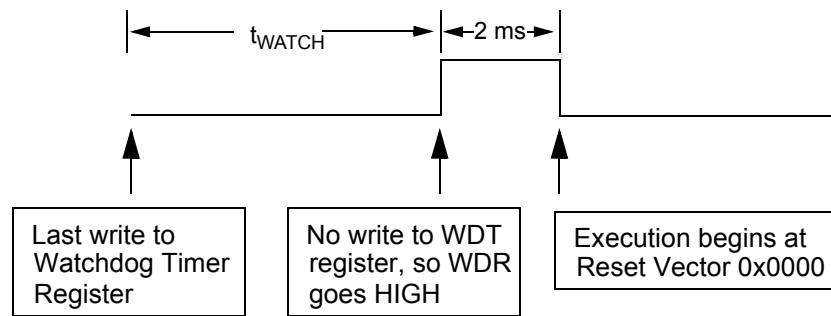 tWATCH
2 ms
Last write to
Watchdog Timer
Register
No write to WDT
register, so WDR
goes HIGH
Execution begins at
Reset Vector 0x0000